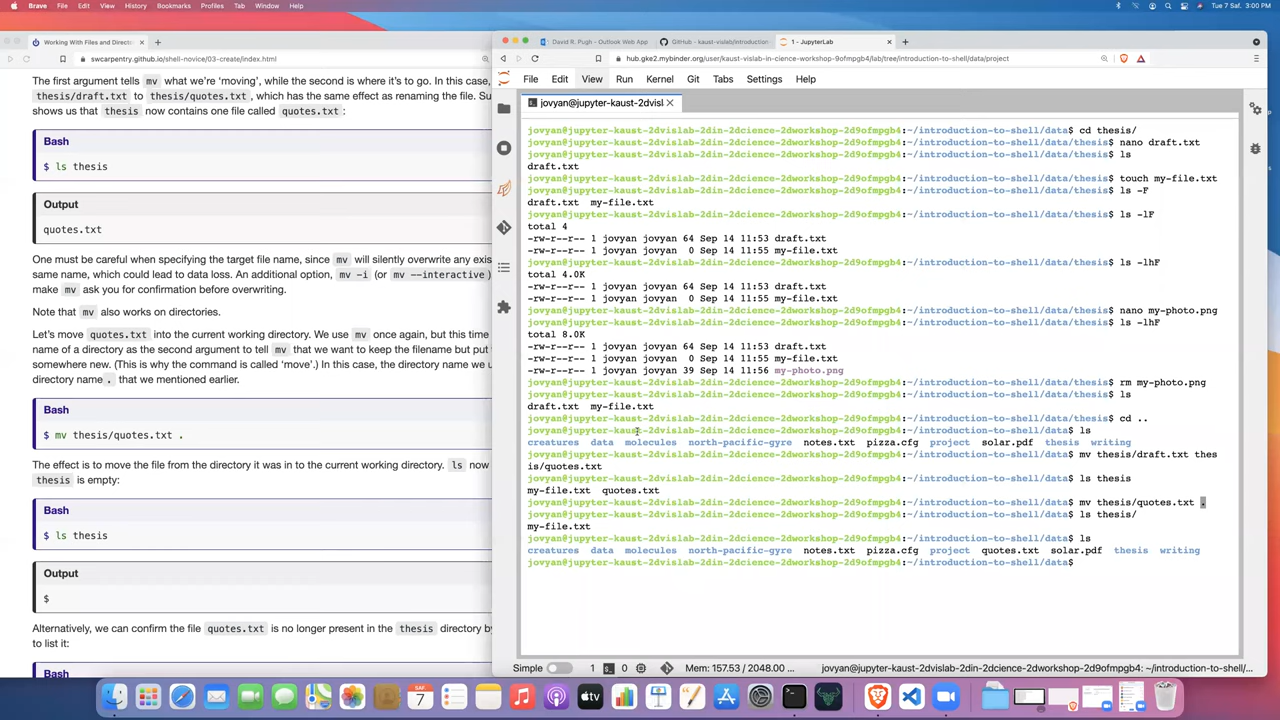 Brave File Edit View History Bookmarks Profiles Tab Window Help
Tue 7 Saf. 3:00 PM
Working With Files and Direct
swcarpentry.github.io/shell-novice/03-create/index.html
The first argument tells mv what we're 'moving', while the second is where it's to go. In this case,
thesis/draft.txt to thesis/quotes.txt , which has the same effect as renaming the file. Su
shows us that thesis now contains one file called quotes.txt :
Bash
$ ls thesis
Output
quotes.txt
One must be careful when specifying the target file name, since mv will silently overwrite any exis
same name, which could lead to data loss. An additional option, mv -i (or mv --interactive )
make mv ask you for confirmation before overwriting.
Note that mv also works on directories.
Let's move quotes.txt into the current working directory. We use mv once again, but this time
name of a directory as the second argument to tell mv that we want to keep the filename but put
somewhere new. (This is why the command is called 'move'.) In this case, the directory name we u
directory name . that we mentioned earlier.
Bash
$ mv thesis/quotes.txt .
The effect is to move the file from the directory it was in to the current working directory. ls now
thesis is empty:
Bash
$ ls thesis
Output
$
Alternatively, we can confirm the file quotes.txt is no longer present in the thesis directory by
to list it:
Bash
David R. Pugh - Outlook Web App
GitHub - kaust-vislab/introduction
1 - JupyterLab
hub.gke2.mybinder.org/user/kaust-vislab-in-cience-workshop-9ofmpgb4/lab/tree/introduction-to-shell/data/project
File Edit View Run Kernel Git Tabs Settings Help
jovyan@jupyter-kaust-2dvisl
jovyan@jupyter-kaust-2dvislab-2din-2dcience-2dworkshop-2d9ofmpgb4:~/introduction-to-shell/data$ cd thesis/
jovyan@jupyter-kaust-2dvislab-2din-2dcience-2dworkshop-2d9ofmpgb4:~/introduction-to-shell/data/thesis$ nano draft.txt
jovyan@jupyter-kaust-2dvislab-2din-2dcience-2dworkshop-2d9ofmpgb4:~/introduction-to-shell/data/thesis$ ls
draft.txt
jovyan@jupyter-kaust-2dvislab-2din-2dcience-2dworkshop-2d9ofmpgb4:~/introduction-to-shell/data/thesis$ touch my-file.txt
jovyan@jupyter-kaust-2dvislab-2din-2dcience-2dworkshop-2d9ofmpgb4:~/introduction-to-shell/data/thesis$ ls -F
draft.txt my-file.txt
jovyan@jupyter-kaust-2dvislab-2din-2dcience-2dworkshop-2d9ofmpgb4:~/introduction-to-shell/data/thesis$ ls -lF
total 4
-rw-r--r-- 1 jovyan jovyan 64 Sep 14 11:53 draft.txt
-rw-r--r-- 1 jovyan jovyan 0 Sep 14 11:55 my-file.txt
jovyan@jupyter-kaust-2dvislab-2din-2dcience-2dworkshop-2d9ofmpgb4:~/introduction-to-shell/data/thesis$ ls -lhF
total 4.0K
-rw-r--r-- 1 jovyan jovyan 64 Sep 14 11:53 draft.txt
-rw-r--r-- 1 jovyan jovyan 0 Sep 14 11:55 my-file.txt
jovyan@jupyter-kaust-2dvislab-2din-2dcience-2dworkshop-2d9ofmpgb4:~/introduction-to-shell/data/thesis$ nano my-photo.png
jovyan@jupyter-kaust-2dvislab-2din-2dcience-2dworkshop-2d9ofmpgb4:~/introduction-to-shell/data/thesis$ ls -lhF
total 8.0K
-rw-r--r-- 1 jovyan jovyan 64 Sep 14 11:53 draft.txt
-rw-r--r-- 1 jovyan jovyan 0 Sep 14 11:55 my-file.txt
-rw-r--r-- 1 jovyan jovyan 39 Sep 14 11:56 my-photo.png
jovyan@jupyter-kaust-2dvislab-2din-2dcience-2dworkshop-2d9ofmpgb4:~/introduction-to-shell/data/thesis$ rm my-photo.png
jovyan@jupyter-kaust-2dvislab-2din-2dcience-2dworkshop-2d9ofmpgb4:~/introduction-to-shell/data/thesis$ ls
draft.txt my-file.txt
jovyan@jupyter-kaust-2dvislab-2din-2dcience-2dworkshop-2d9ofmpgb4:~/introduction-to-shell/data/thesis$ cd ..
jovyan@jupyter-kaust-2dvislab-2din-2dcience-2dworkshop-2d9ofmpgb4:~/introduction-to-shell/data$ ls
creatures data molecules north-pacific-gyre notes.txt pizza.cfg project solar.pdf thesis writing
jovyan@jupyter-kaust-2dvislab-2din-2dcience-2dworkshop-2d9ofmpgb4:~/introduction-to-shell/data$ mv thesis/draft.txt thes
is/quotes.txt
jovyan@jupyter-kaust-2dvislab-2din-2dcience-2dworkshop-2d9ofmpgb4:~/introduction-to-shell/data$ ls thesis
my-file.txt quotes.txt
jovyan@jupyter-kaust-2dvislab-2din-2dcience-2dworkshop-2d9ofmpgb4:~/introduction-to-shell/data$ mv thesis/quotes.txt .
jovyan@jupyter-kaust-2dvislab-2din-2dcience-2dworkshop-2d9ofmpgb4:~/introduction-to-shell/data$ ls thesis/
my-file.txt
jovyan@jupyter-kaust-2dvislab-2din-2dcience-2dworkshop-2d9ofmpgb4:~/introduction-to-shell/data$ ls
creatures data molecules north-pacific-gyre notes.txt pizza.cfg project quotes.txt solar.pdf thesis writing
jovyan@jupyter-kaust-2dvislab-2din-2dcience-2dworkshop-2d9ofmpgb4:~/introduction-to-shell/data$
Simple 1 0 Mem: 157.53 / 2048.00 ... jovyan@jupyter-kaust-2dvislab-2din-2dcience-2dworkshop-2d9ofmpgb4: ~/introduction-to-shell/...